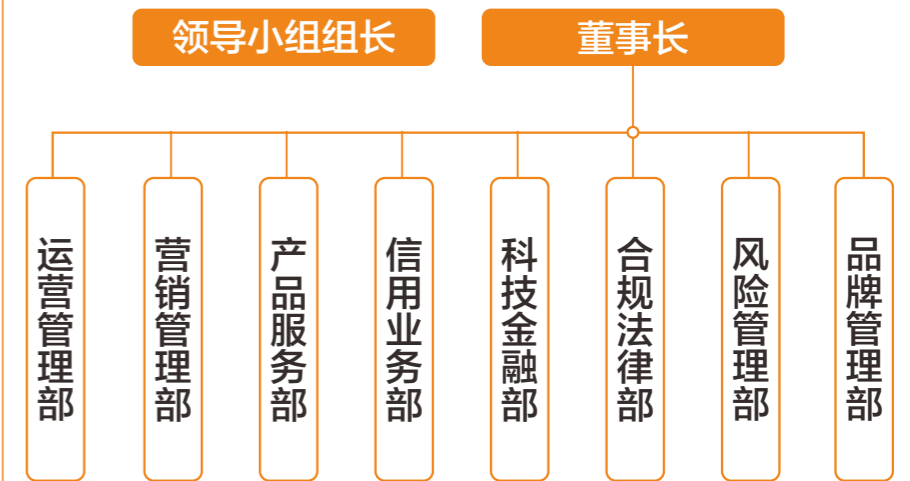 领导小组组长
董事长
运营管理部
营销管理部
产品服务部
信用业务部
科技金融部
合规法律部
风险管理部
品牌管理部